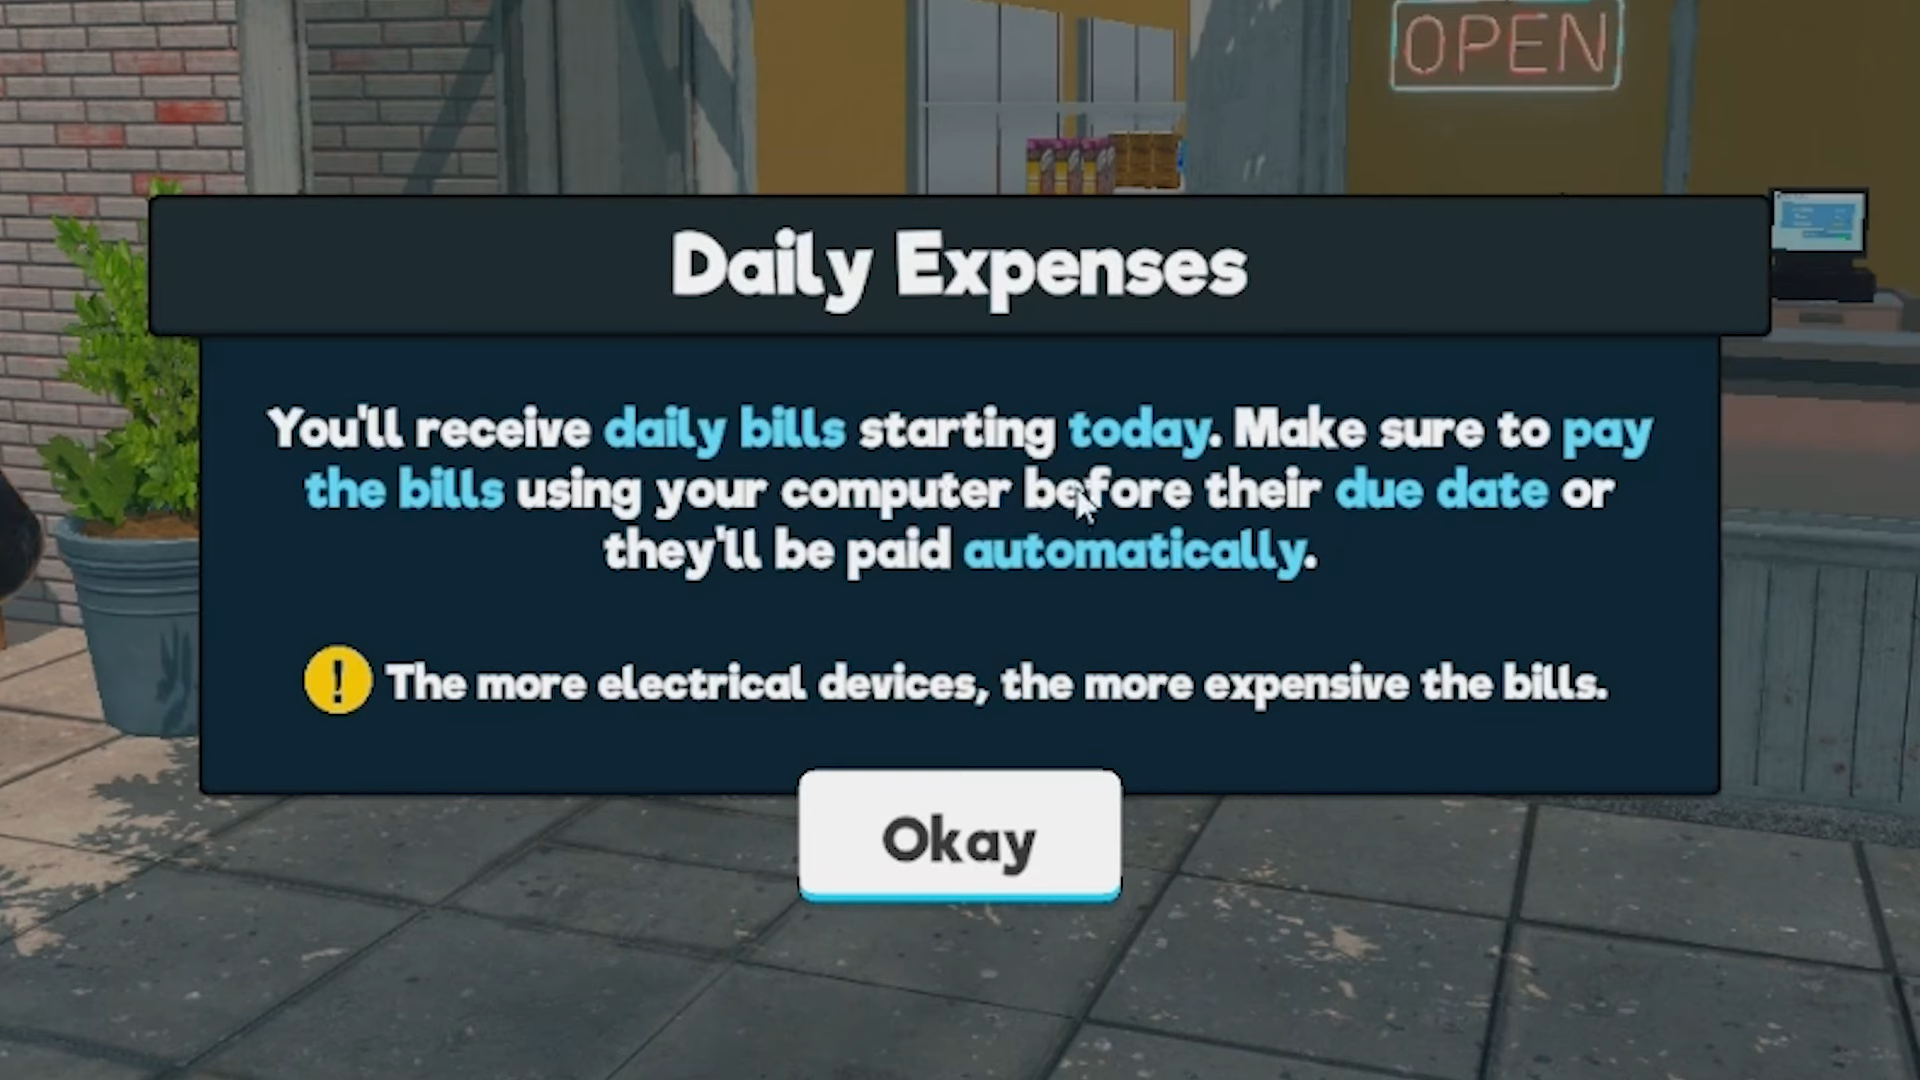 OPEN
Daily Expenses
You'll receive daily bills starting today. Make sure to pay
the bills using your computer before their due date or
they'll be paid automatically.
! The more electrical devices, the more expensive the bills.
Okay